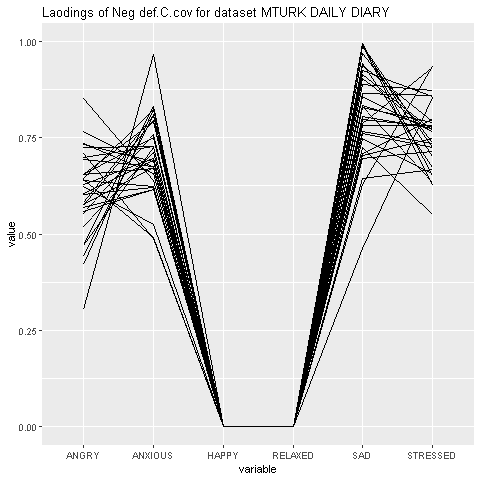 Laodings of Neg def.C.cov for dataset MTURK DAILY DIARY
1.00
0.75
value
0.50
0.25
0.00
ANGRY ANXIOUS HAPPY RELAXED SAD STRESSED
variable